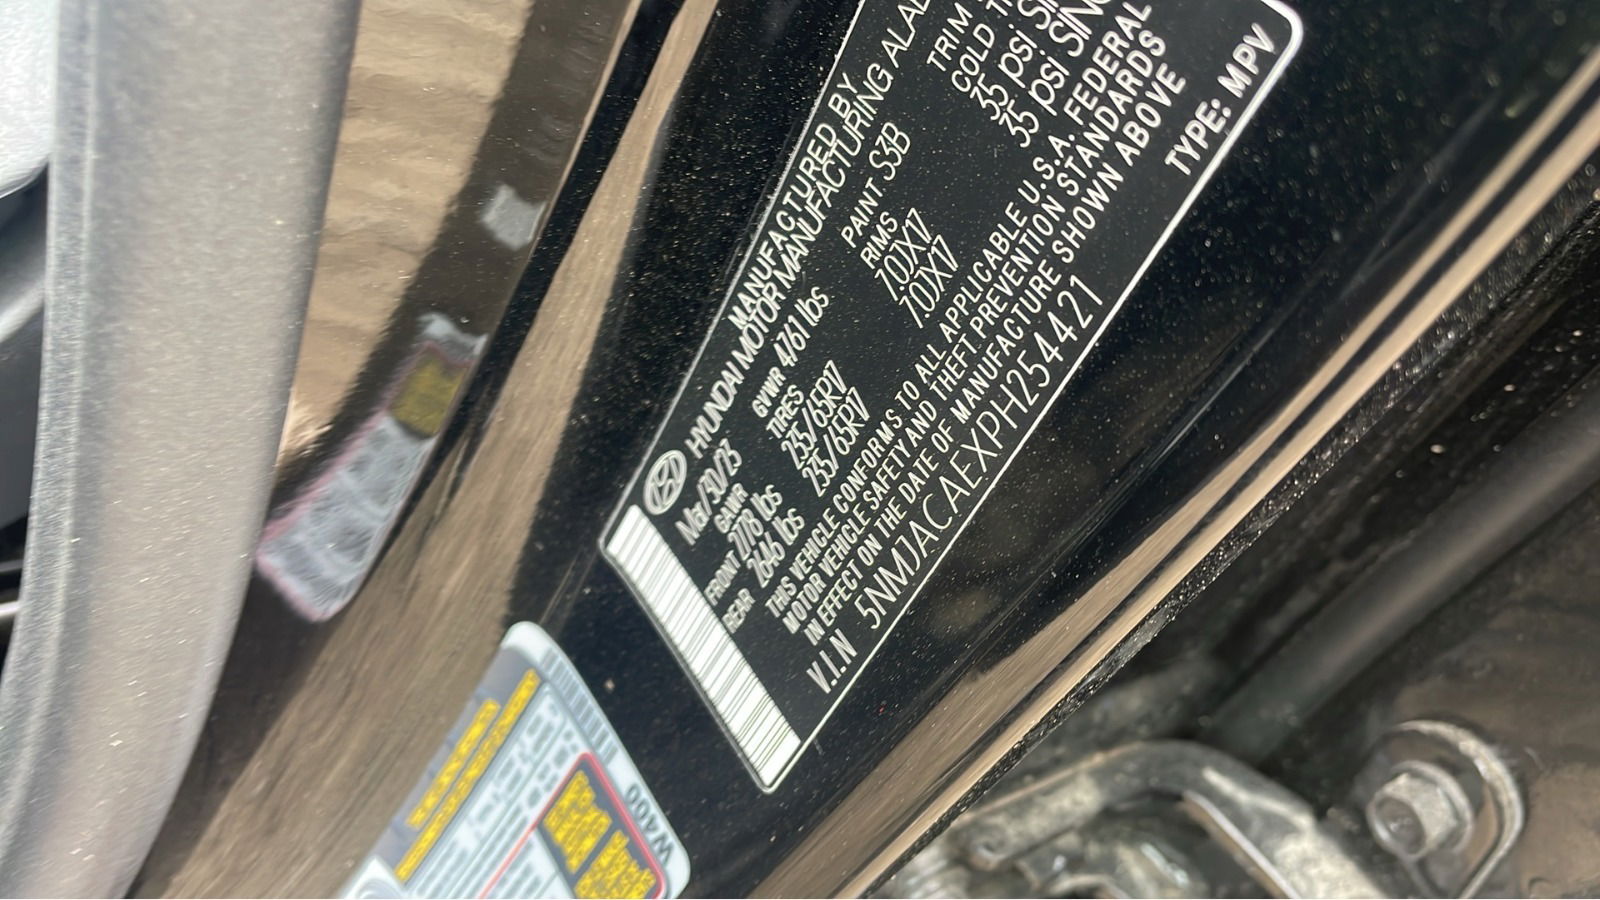 MANUFACTURED BY
HYUNDAI MOTOR MANUFACTURING ALA
Mar/30/23 GVWR 4761 lbs PAINT S3B TRIM
GAWR TIRES RIMS COLD
FRONT 2778 lbs 235/65R17 7.0JX17 35 psi
REAR 2646 lbs 235/65R17 7.0JX17 35 psi
THIS VEHICLE CONFORMS TO ALL APPLICABLE U.S.A. FEDERAL
MOTOR VEHICLE SAFETY AND THEFT PREVENTION STANDARDS
IN EFFECT ON THE DATE OF MANUFACTURE SHOWN ABOVE
V.I.N 5NMJACAEXPH254421 TYPE: MPV
W400